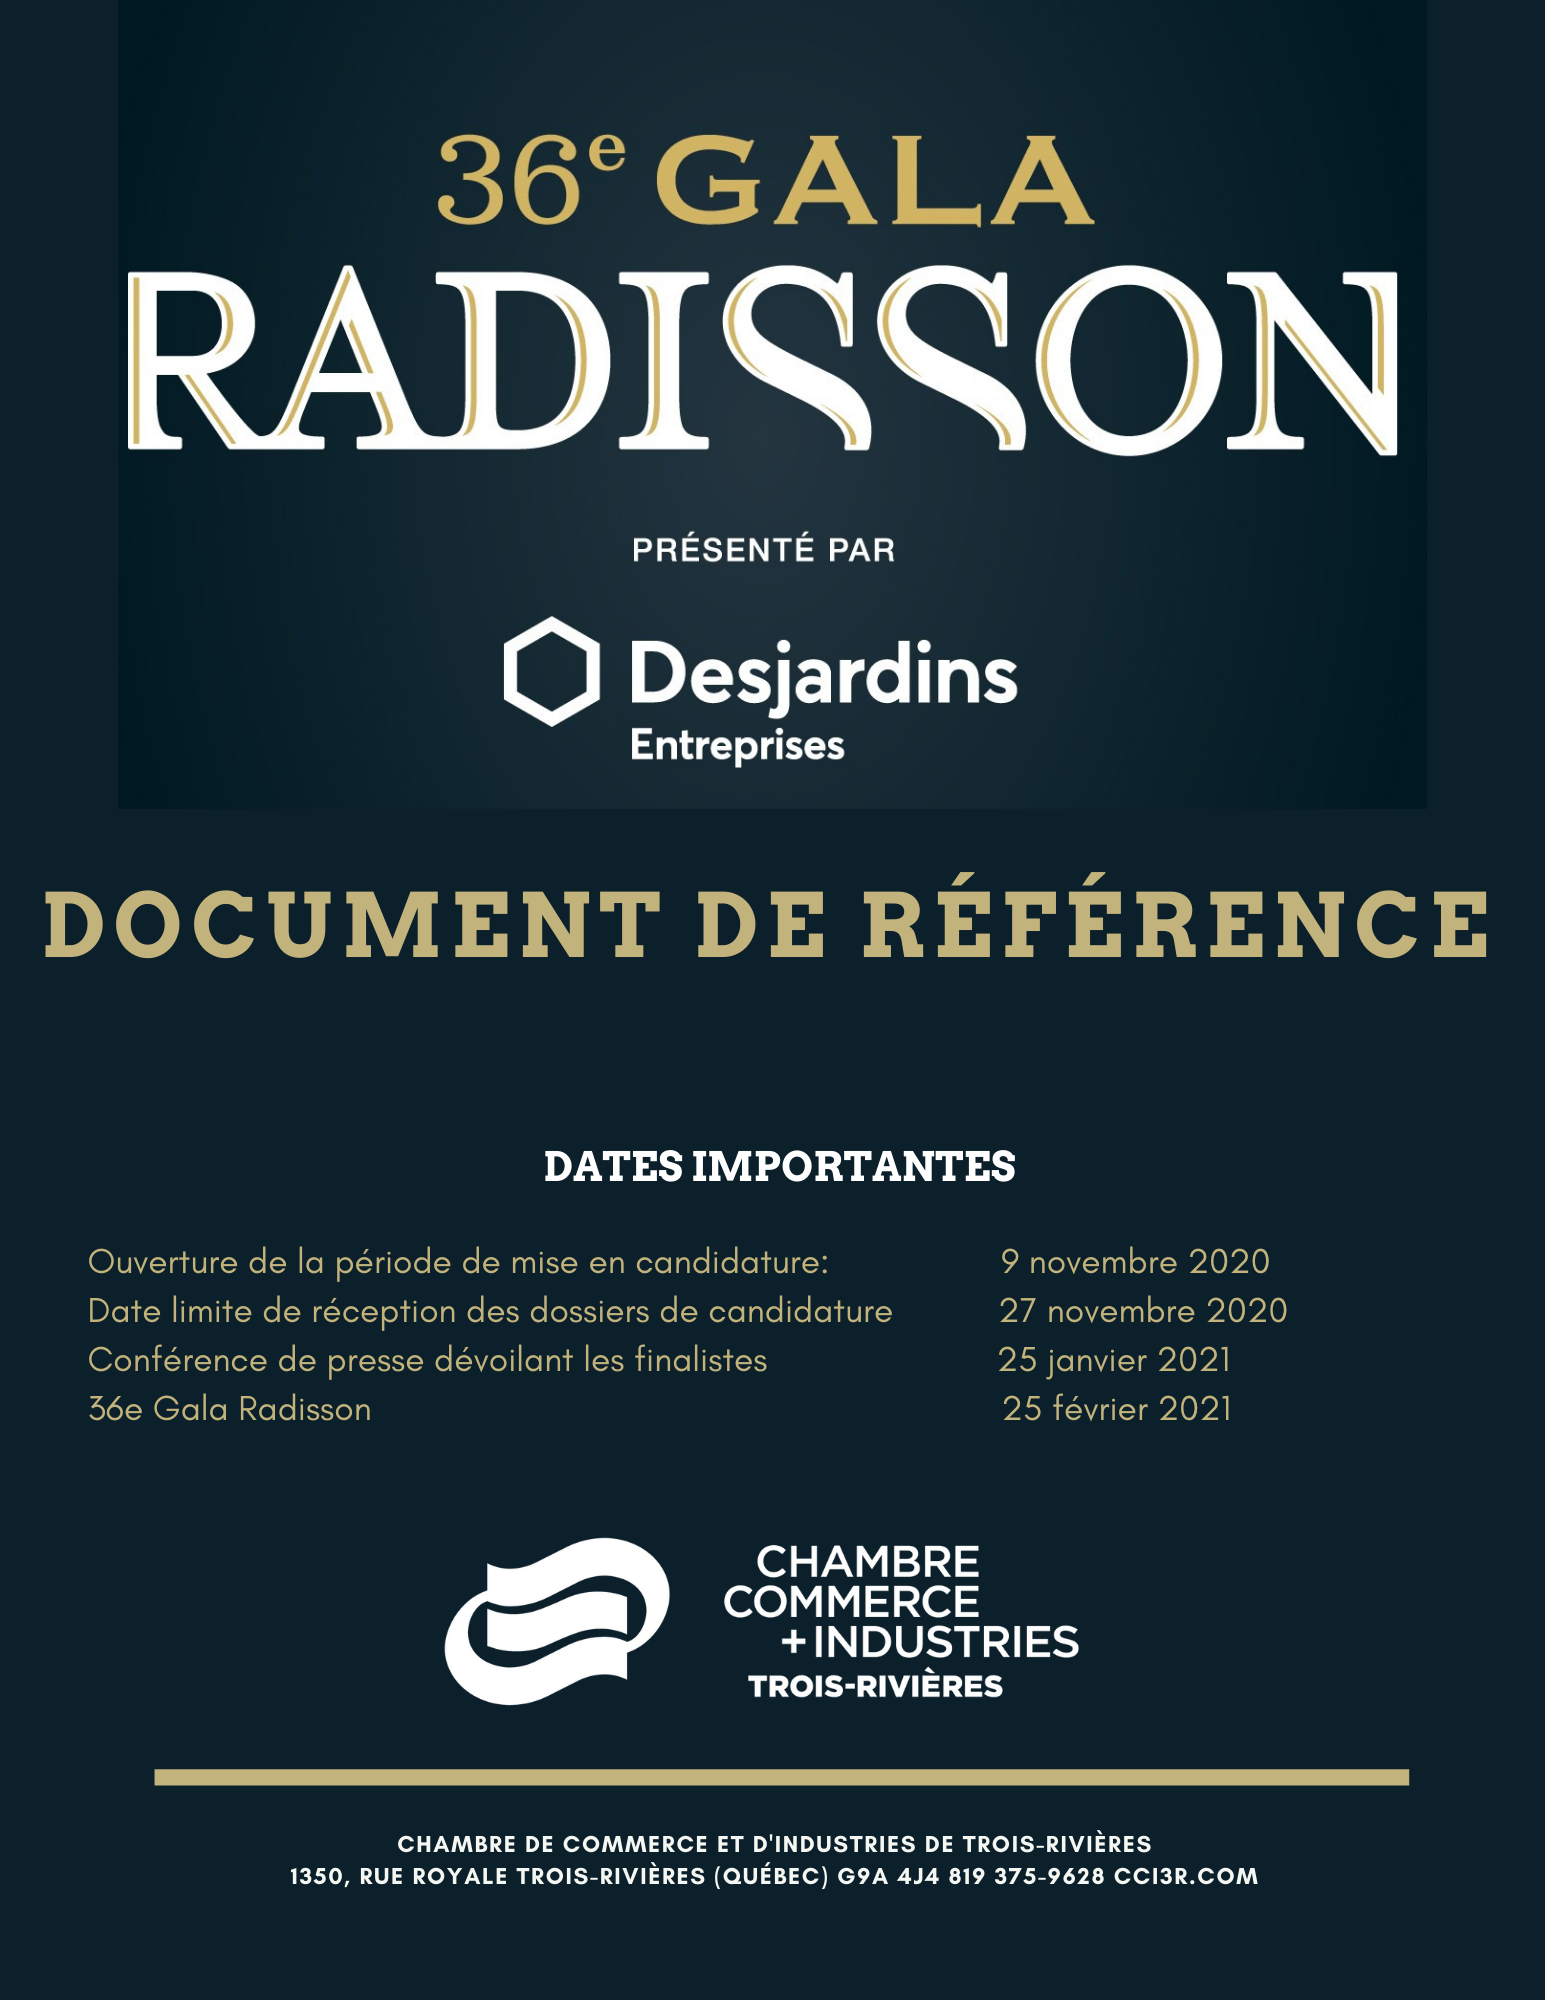 36e GALA
RADISSON
PRÉSENTÉ PAR
Desjardins
Entreprises
DOCUMENT DE RÉFÉRENCE
DATES IMPORTANTES
Ouverture de la période de mise en candidature: 9 novembre 2020
Date limite de réception des dossiers de candidature 27 novembre 2020
Conférence de presse dévoilant les finalistes 25 janvier 2021
36e Gala Radisson 25 février 2021
CHAMBRE
COMMERCE
+INDUSTRIES
TROIS-RIVIÈRES
CHAMBRE DE COMMERCE ET D'INDUSTRIES DE TROIS-RIVIÈRES
1350, RUE ROYALE TROIS-RIVIÈRES (QUÉBEC) G9A 4J4 819 375-9628 CCI3R.COM